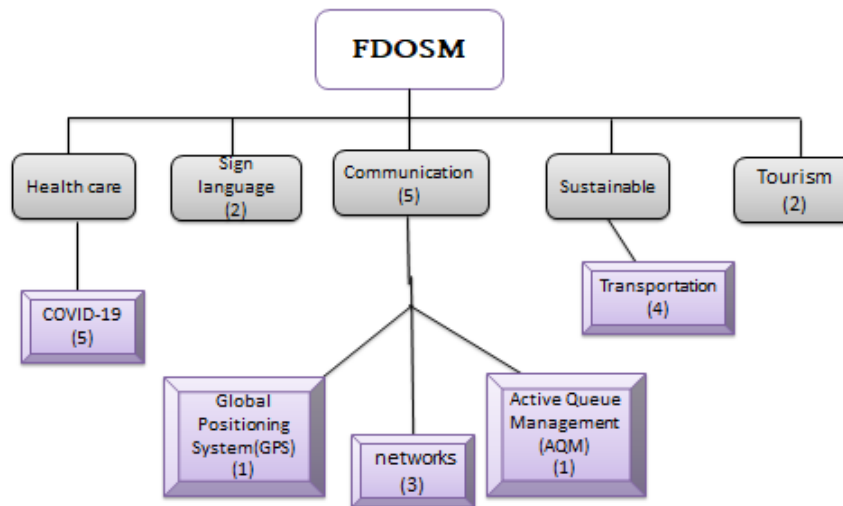 FDOSM
Health care
Sign
language
(2)
Communication
(5)
Sustainable
Tourism
(2)
COVID-19
(5)
Transportation
(4)
Global
Positioning
System(GPS)
(1)
networks
(3)
Active Queue
Management
(AQM)
(1)